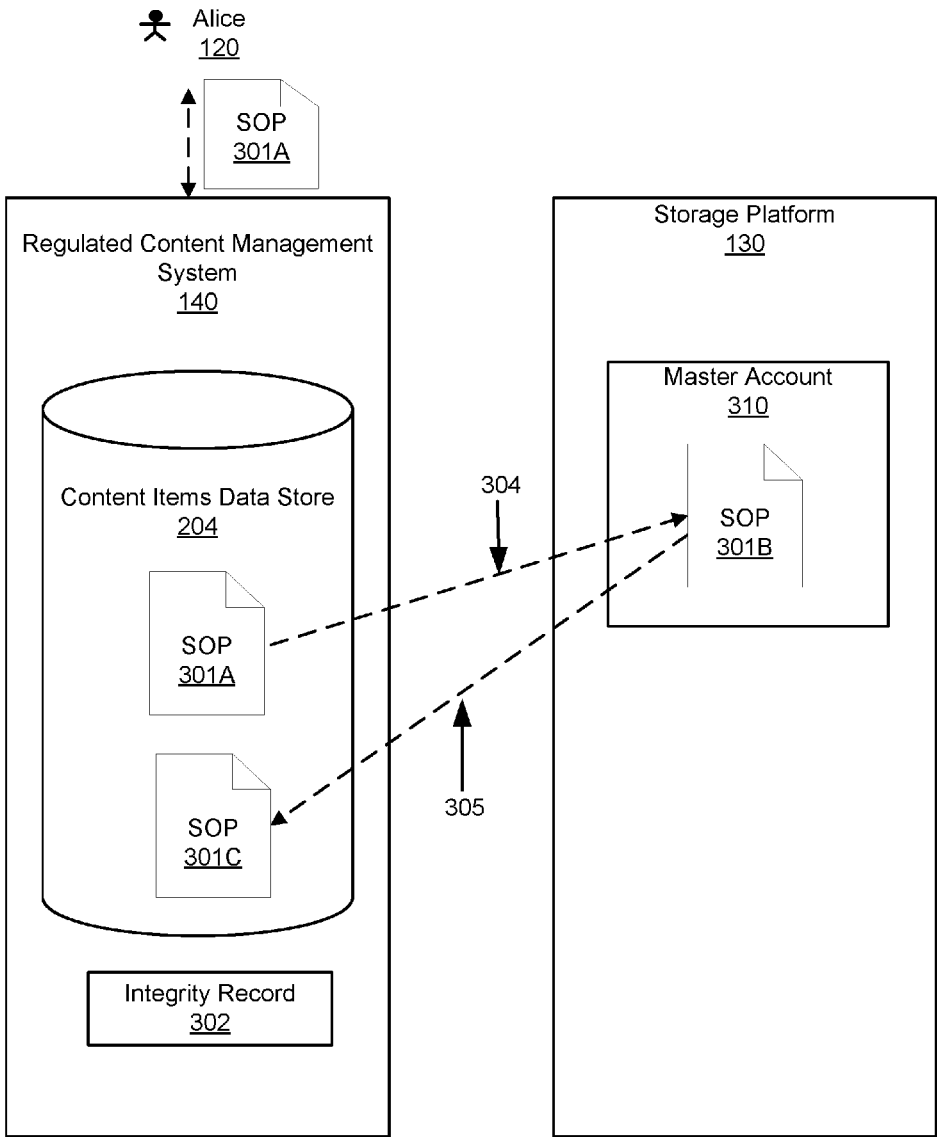 Alice
120
SOP
301A
Regulated Content Management
System
140
Content Items Data Store
204
SOP
301A
SOP
301C
Integrity Record
302
304
305
Storage Platform
130
Master Account
310
SOP
301B